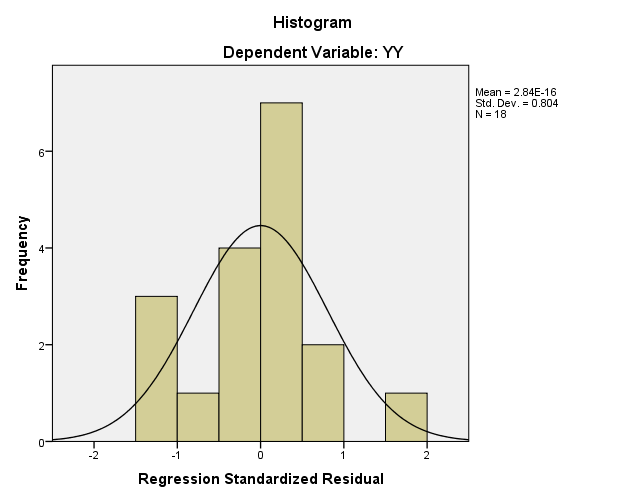 Histogram
Dependent Variable: YY
Mean = 2.84E-16
Std. Dev. = 0.804
N = 18
Frequency
6
4
2
0
-2 -1 0 1 2
Regression Standardized Residual